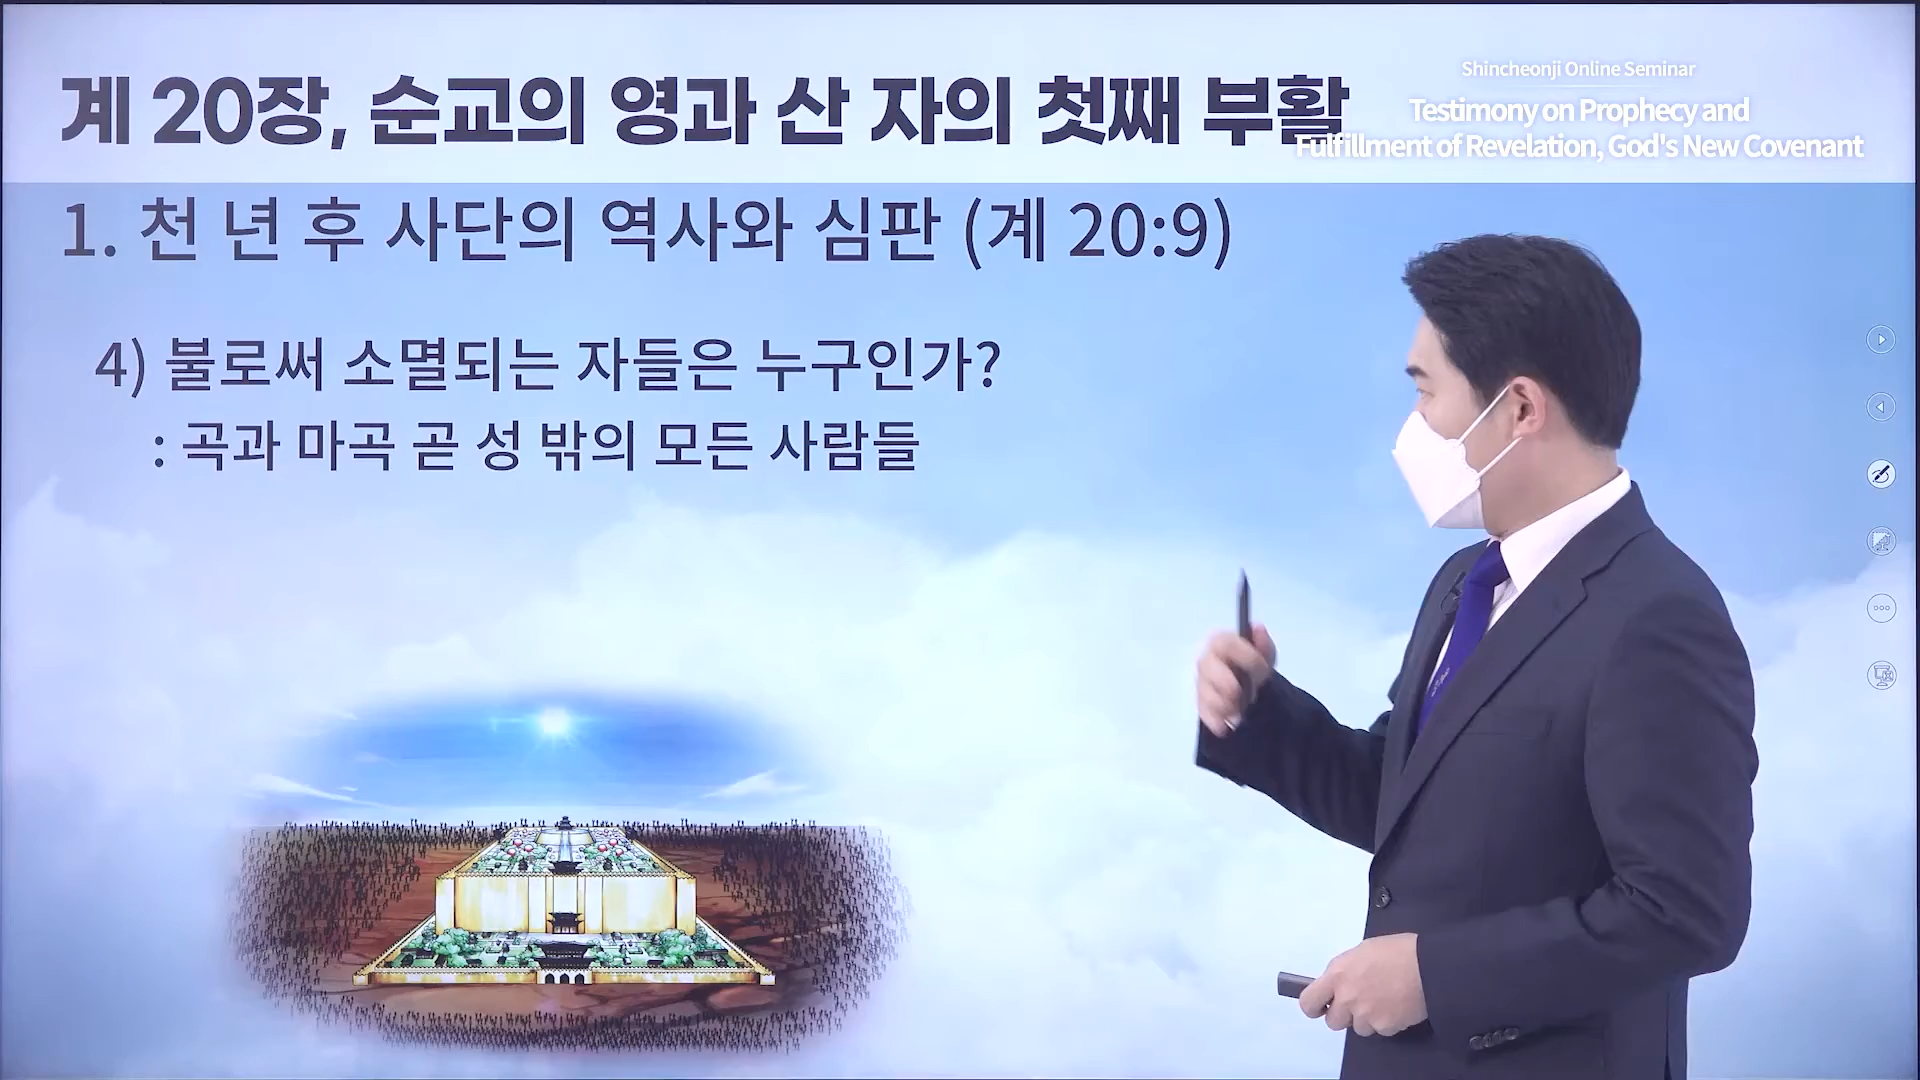 계 20장, 순교의 영과 산 자의 첫째 부활
Shincheonji Online Seminar
Testimony on Prophecy and
Fulfillment of Revelation, God's New Covenant
1. 천 년 후 사단의 역사와 심판 (계 20:9)
4) 불로써 소멸되는 자들은 누구인가?
: 곡과 마곡 곧 성 밖의 모든 사람들